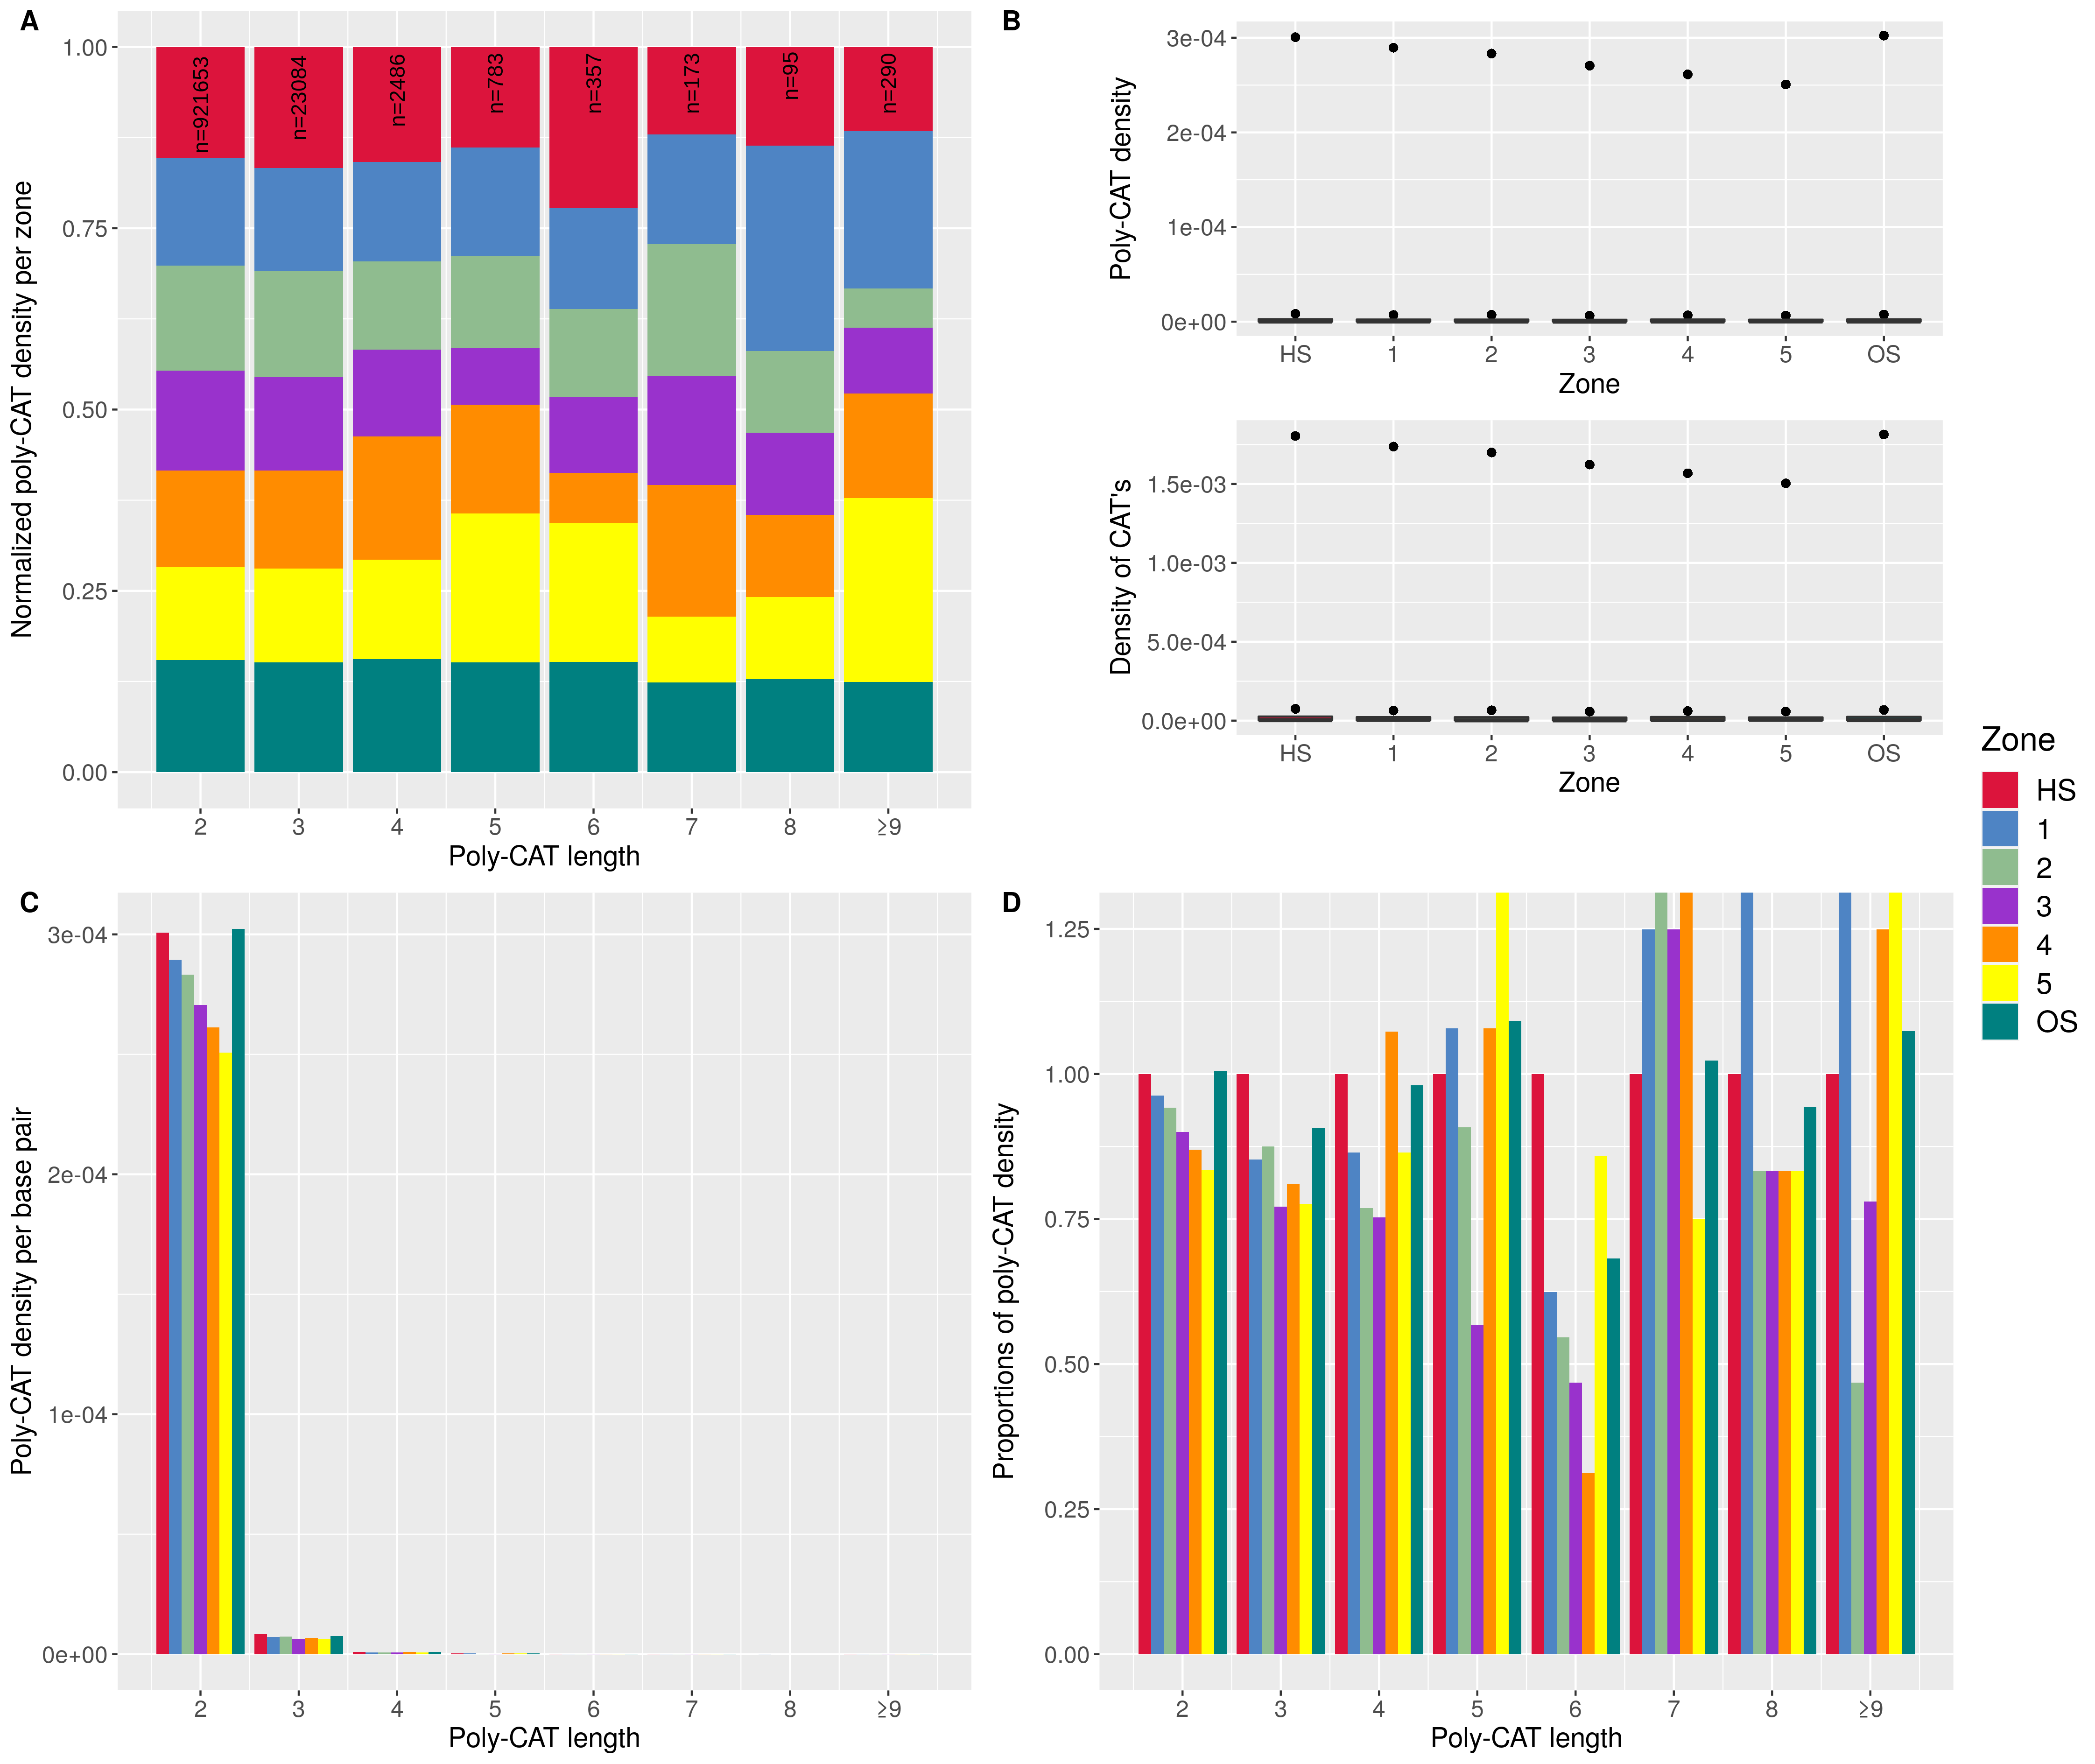 A
Normalized poly-CAT density per zone
1.00
0.75
0.50
0.25
0.00
n=921653
n=23084
n=2486
n=783
n=357
n=173
n=95
n=290
2 3 4 5 6 7 8 ≥9
Poly-CAT length
B
Poly-CAT density
3e-04
2e-04
1e-04
0e+00
HS 1 2 3 4 5 OS
Zone
Density of CAT's
1.5e-03
1.0e-03
5.0e-04
0.0e+00
HS 1 2 3 4 5 OS
Zone
C
Poly-CAT density per base pair
3e-04
2e-04
1e-04
0e+00
2 3 4 5 6 7 8 ≥9
Poly-CAT length
D
Proportions of poly-CAT density
1.25
1.00
0.75
0.50
0.25
0.00
2 3 4 5 6 7 8 ≥9
Poly-CAT length
Zone
HS
1
2
3
4
5
OS